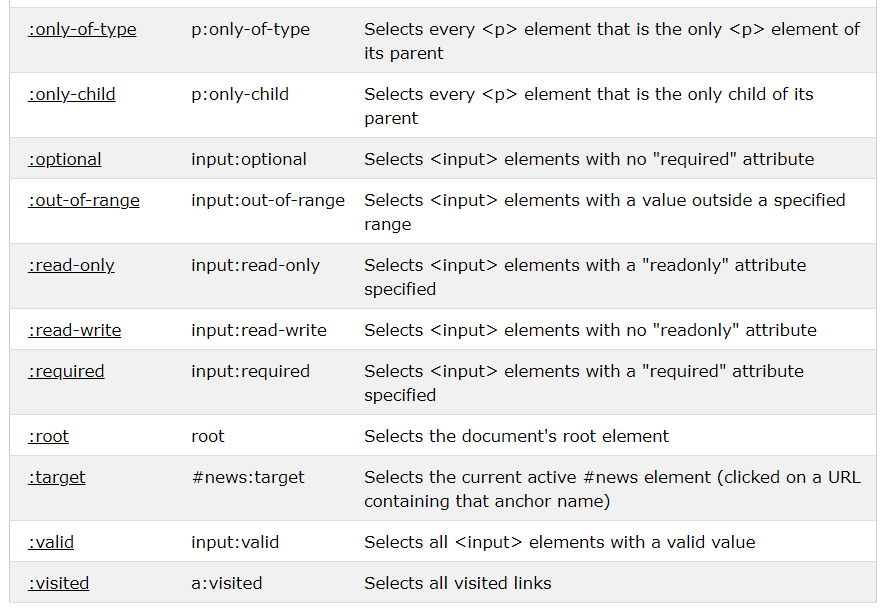 :only-of-type p:only-of-type Selects every <p> element that is the only <p> element of
its parent
:only-child p:only-child Selects every <p> element that is the only child of its
parent
:optional input:optional Selects <input> elements with no "required" attribute
:out-of-range input:out-of-range Selects <input> elements with a value outside a specified
range
:read-only input:read-only Selects <input> elements with a "readonly" attribute
specified
:read-write input:read-write Selects <input> elements with no "readonly" attribute
:required input:required Selects <input> elements with a "required" attribute
specified
:root root Selects the document's root element
:target #news:target Selects the current active #news element (clicked on a URL
containing that anchor name)
:valid input:valid Selects all <input> elements with a valid value
:visited a:visited Selects all visited links